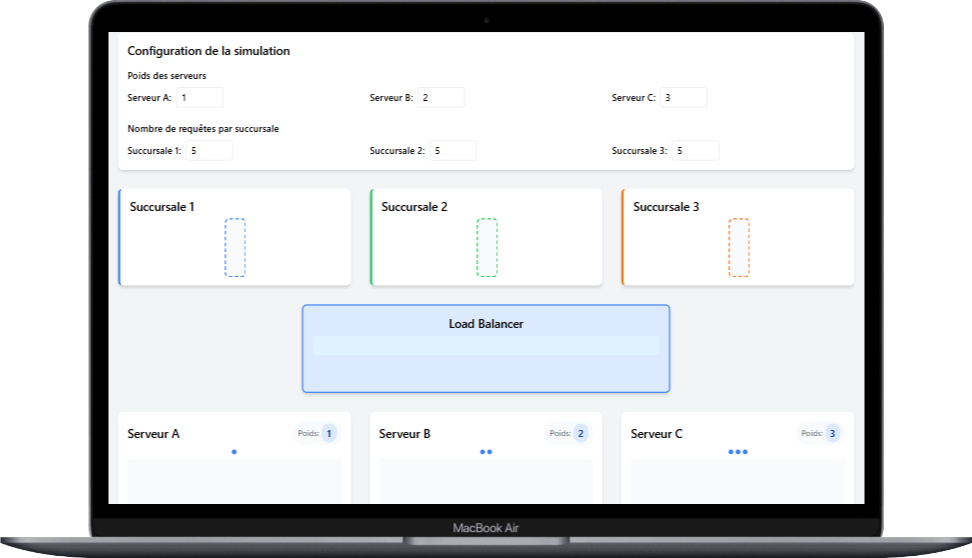 Configuration de la simulation
Poids des serveurs
Serveur A: 1 Serveur B: 2 Serveur C: 3
Nombre de requêtes par succursale
Succursale 1: 5 Succursale 2: 5 Succursale 3: 5
Succursale 1 Succursale 2 Succursale 3
Load Balancer
Serveur A Poids: 1 Serveur B Poids: 2 Serveur C Poids: 3
MacBook Air